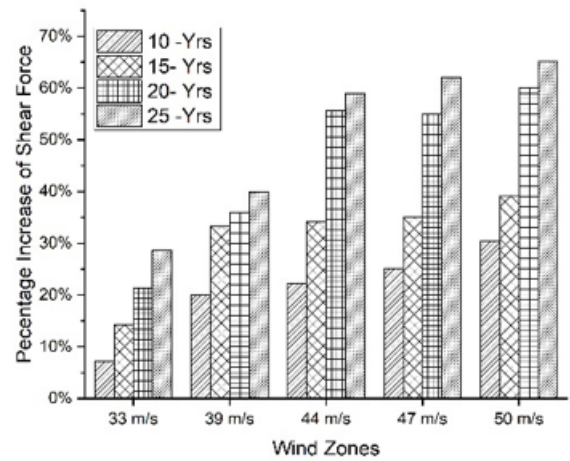 70%
60%
50%
40%
30%
20%
10%
0%
Pecentage Increase of Shear Force
10 -Yrs
15- Yrs
20- Yrs
25 -Yrs
33 m/s 39 m/s 44 m/s 47 m/s 50 m/s
Wind Zones